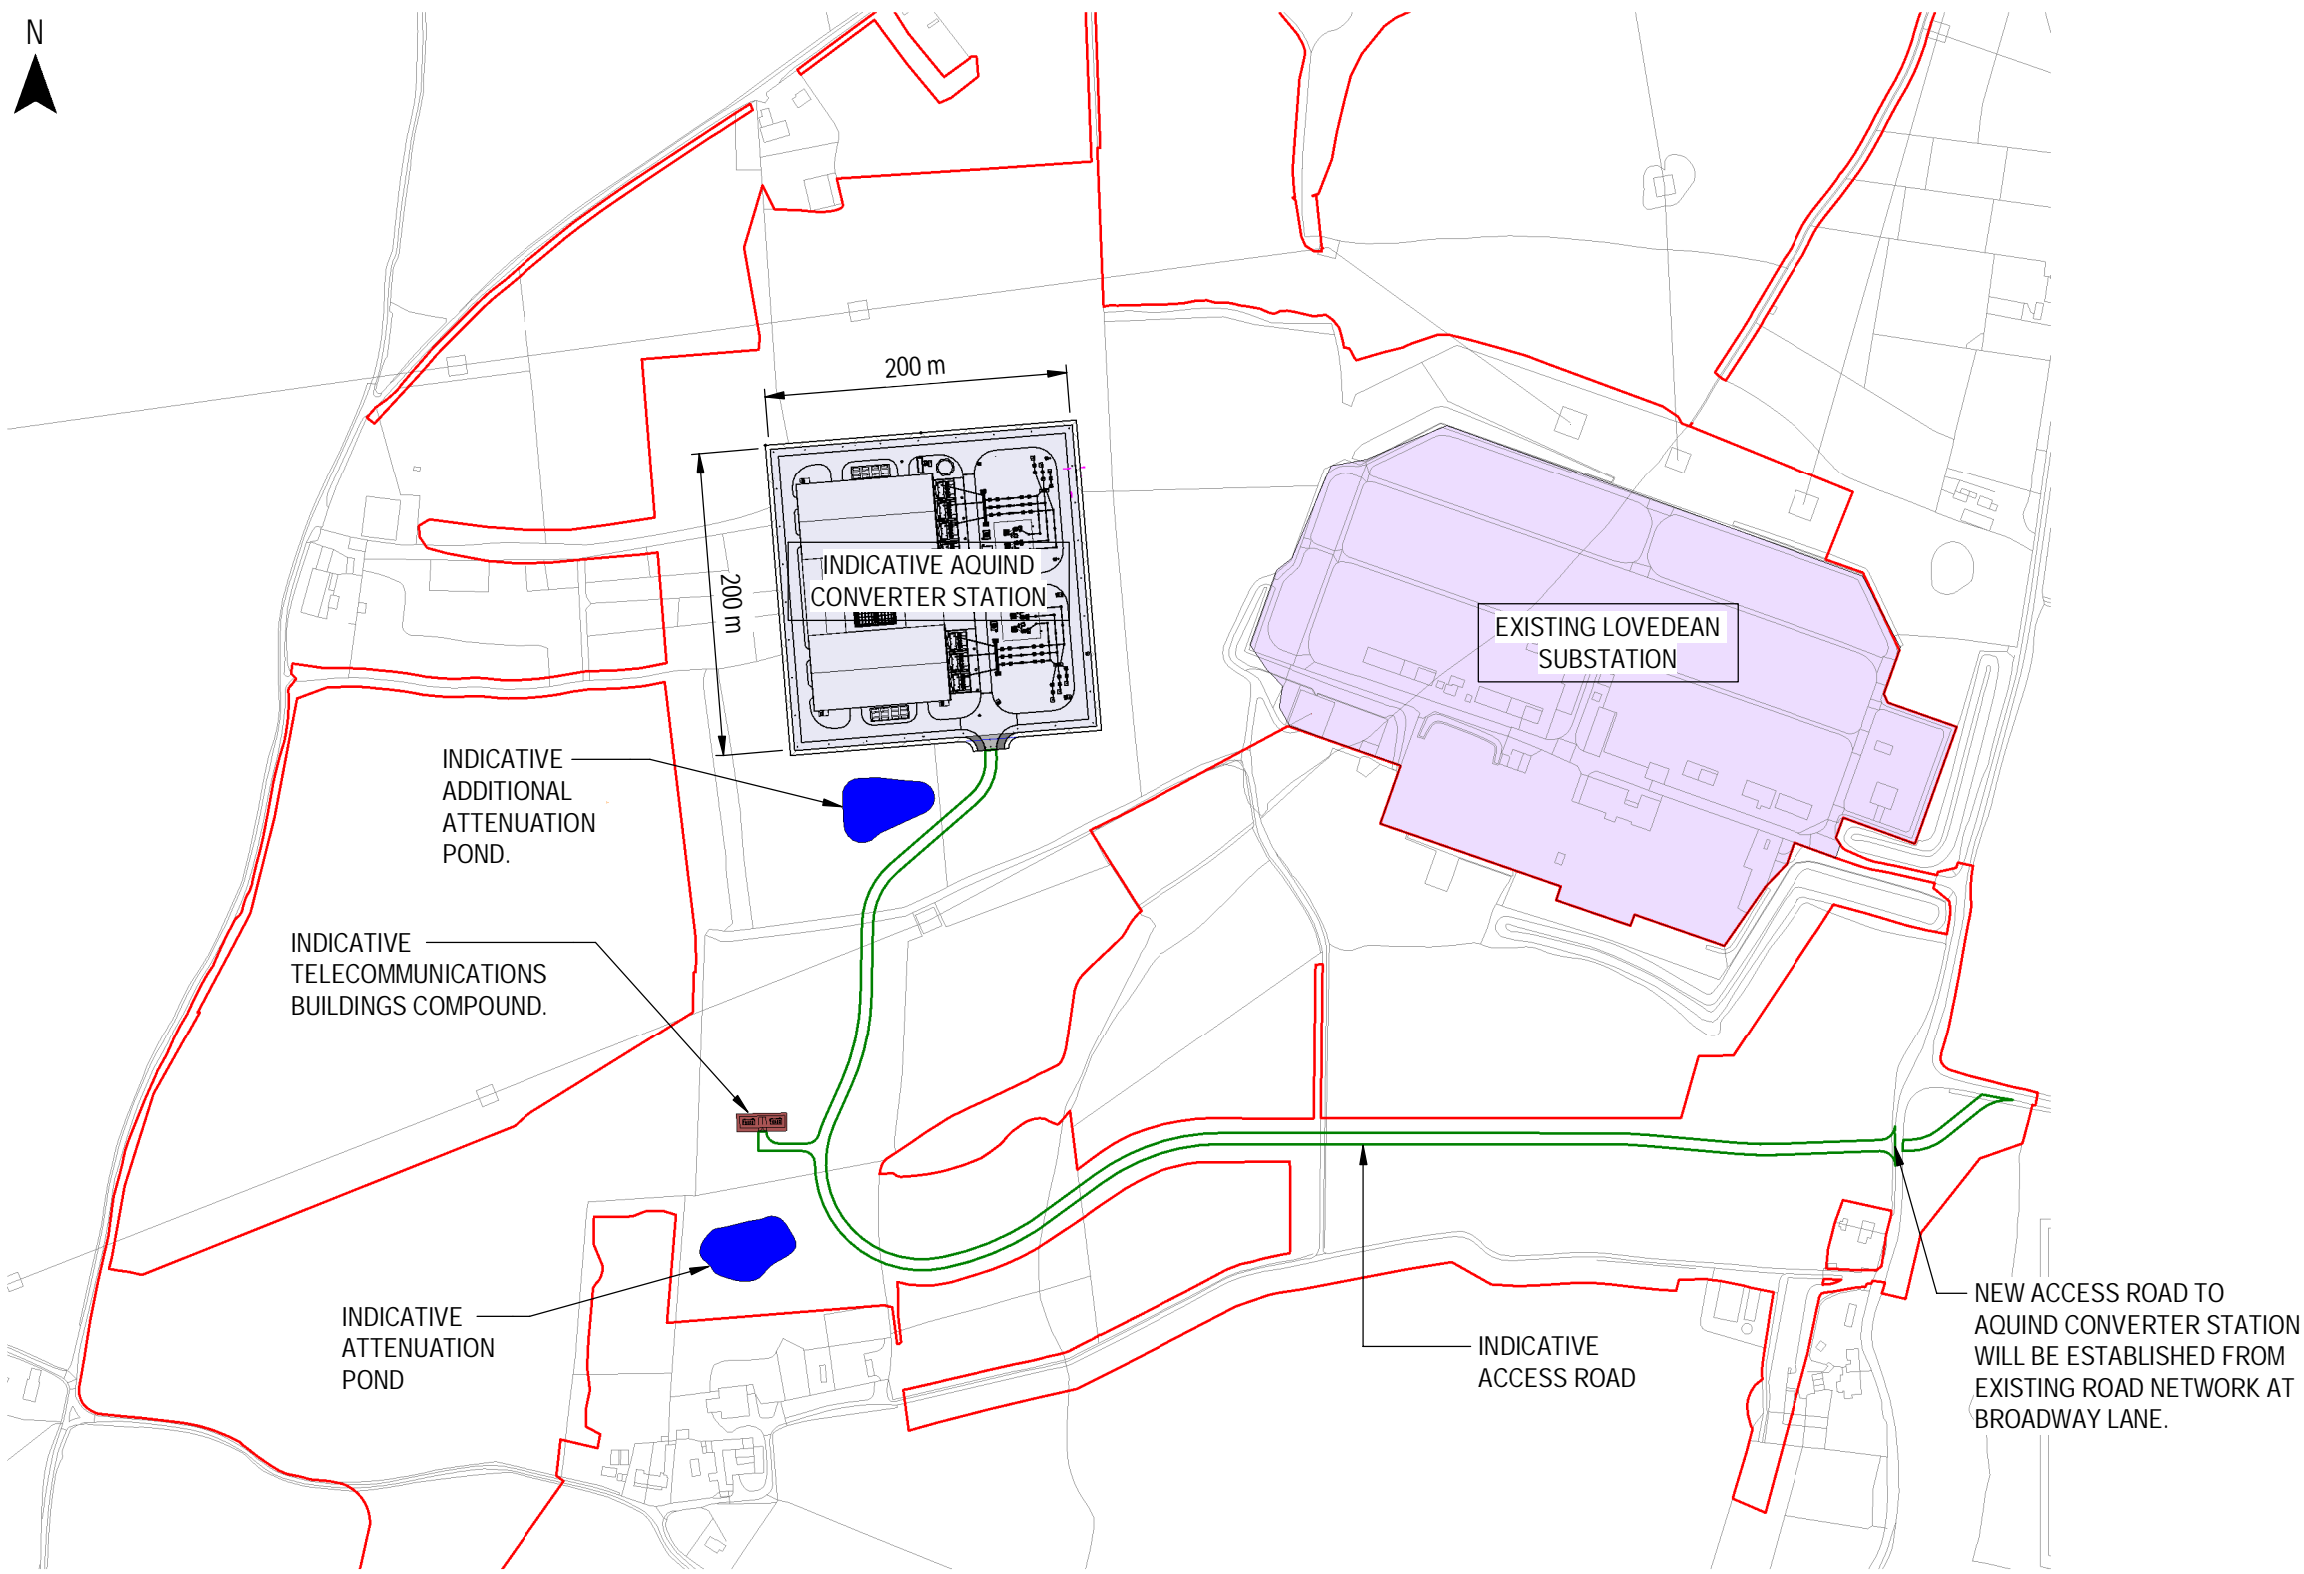 N
200 m
200 m
INDICATIVE AQUIND
CONVERTER STATION
EXISTING LOVEDEAN
SUBSTATION
INDICATIVE
ADDITIONAL
ATTENUATION
POND.
INDICATIVE
TELECOMMUNICATIONS
BUILDINGS COMPOUND.
INDICATIVE
ATTENUATION
POND
INDICATIVE
ACCESS ROAD
NEW ACCESS ROAD TO
AQUIND CONVERTER STATION
WILL BE ESTABLISHED FROM
EXISTING ROAD NETWORK AT
BROADWAY LANE.